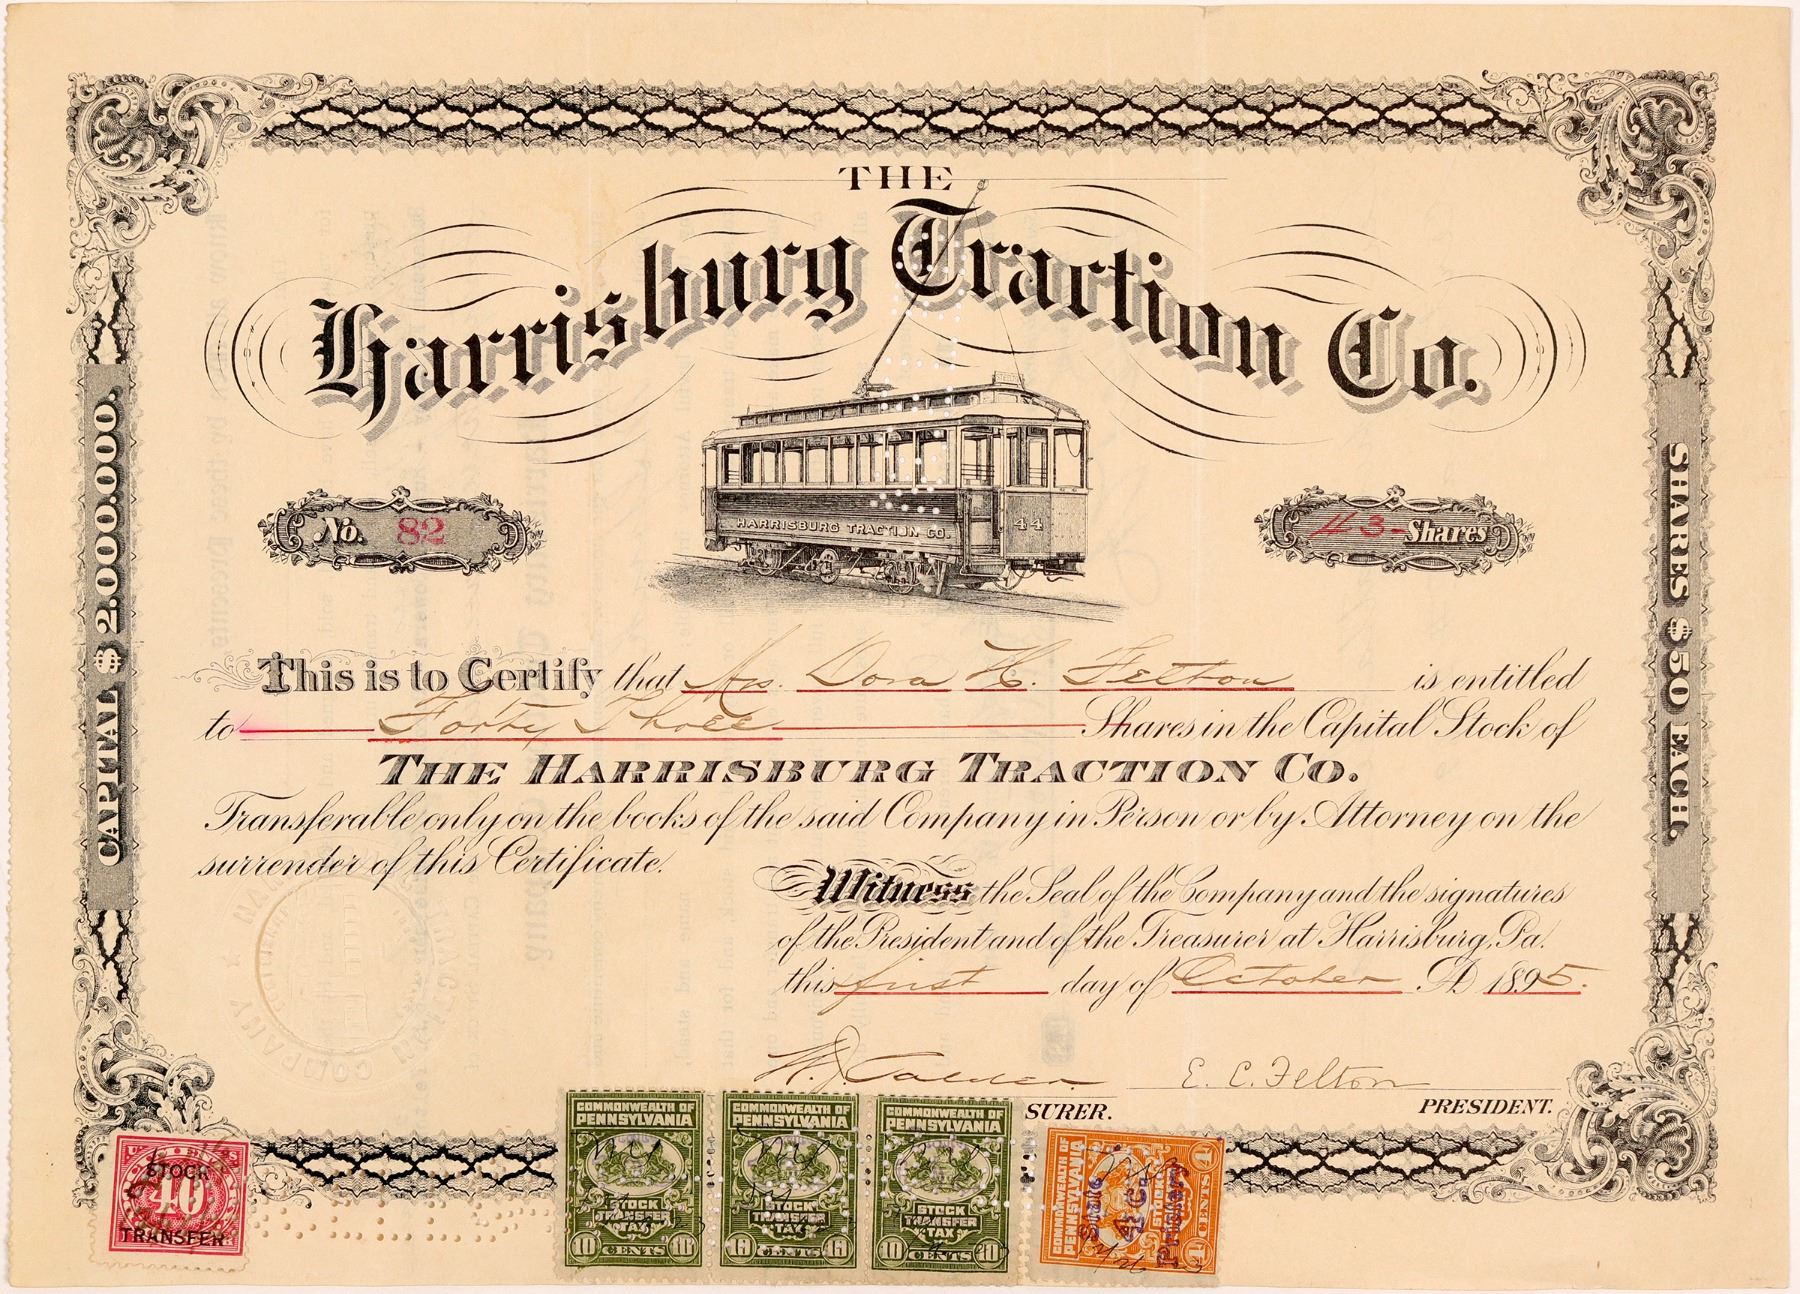 THE
Harrisburg Traction Co.
HARRISBURG TRACTION CO.
44
No. 82
43- Shares
CAPITAL $2.000.000.
SHARES $50 EACH.
This is to Certify that Mrs. Dora H. Felton is entitled
to Forty Three Shares in the Capital Stock of
THE HARRISBURG TRACTION CO.
Transferable only on the books of the said Company in Person or by Attorney on the
surrender of this Certificate.
Witness the Seal of the Company and the signatures
of the President and of the Treasurer at Harrisburg, Pa.
this first day of October AD 1895.
E. C. Felton
SURER.
PRESIDENT.
STOCK
40
TRANSFER
COMMONWEALTH OF
PENNSYLVANIA
STOCK
TRANSFER
TAX
10 CENTS 10
COMMONWEALTH OF
PENNSYLVANIA
STOCK
TRANSFER
TAX
CENTS
COMMONWEALTH OF
PENNSYLVANIA
STOCK
TRANSFER
TAX
10 CENTS
COMMONWEALTH OF
PENNSYLVANIA
STOCK
COMPANY